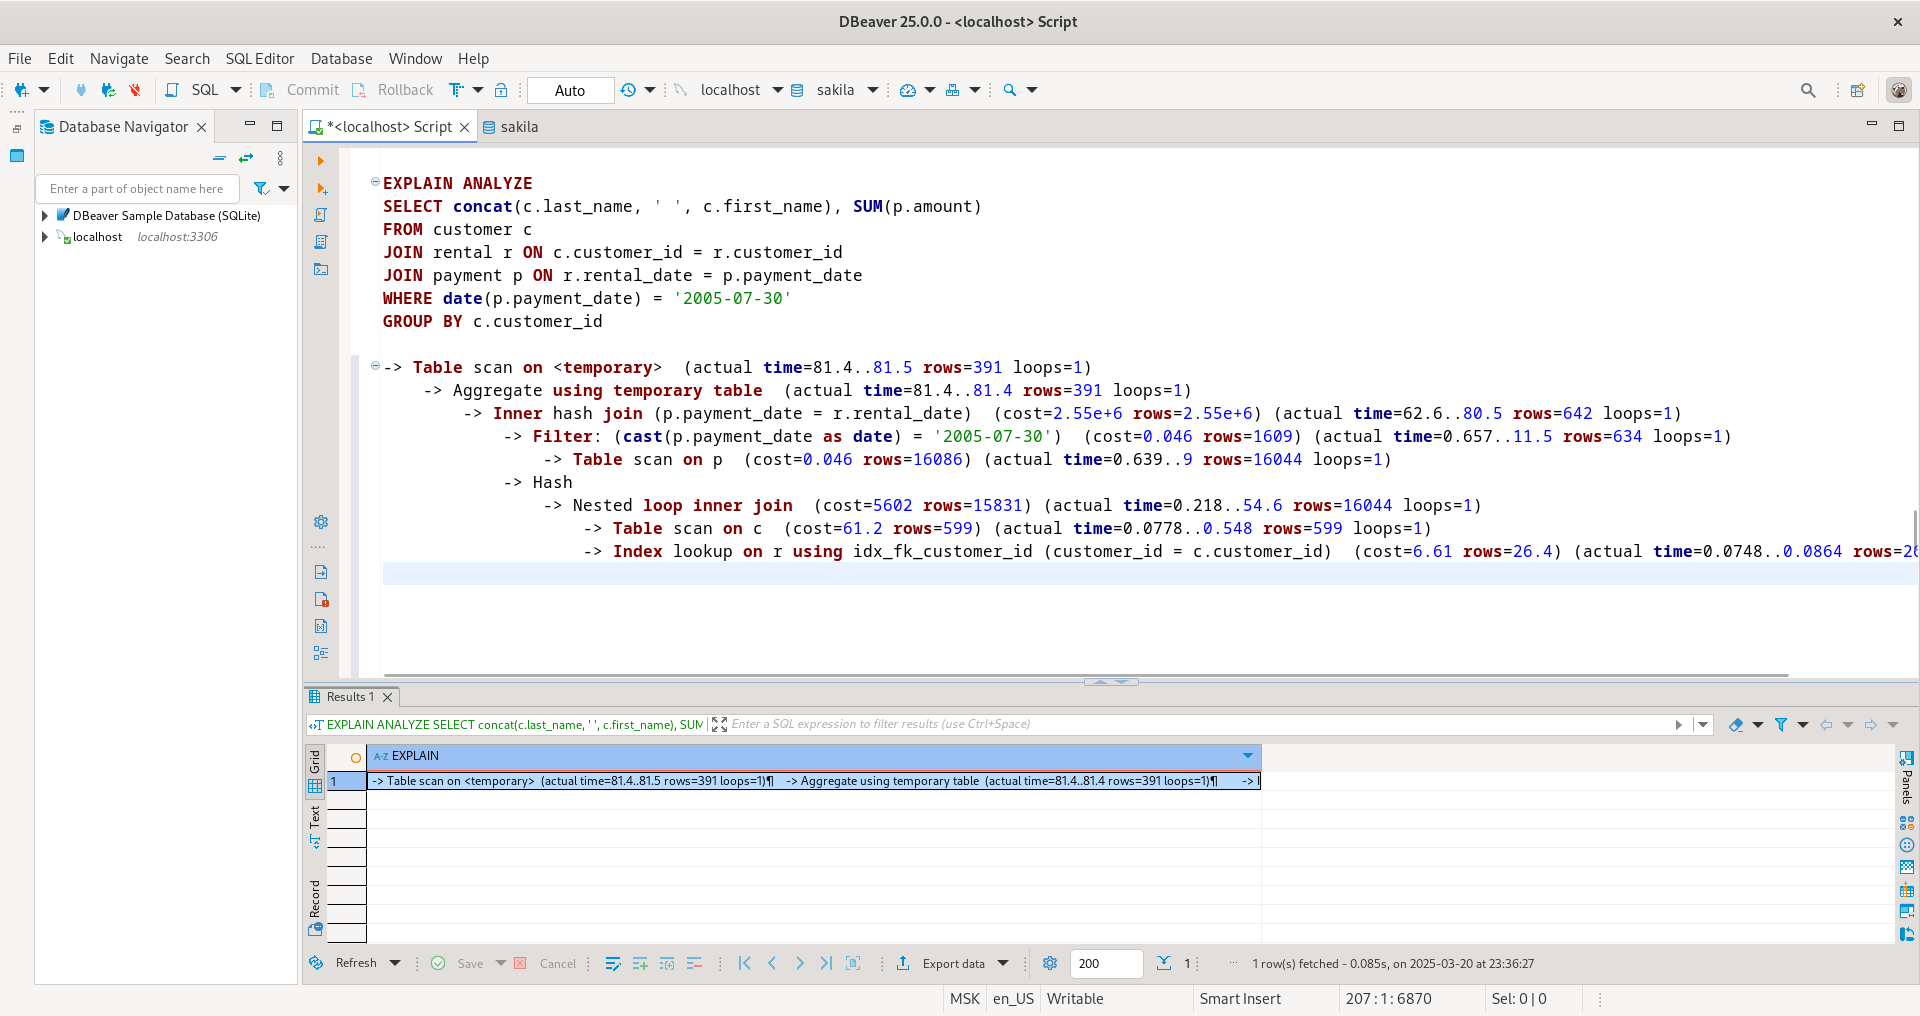 DBeaver 25.0.0 - <localhost> Script
File Edit Navigate Search SQL Editor Database Window Help
SQL Commit Rollback Auto localhost sakila
Database Navigator
*<localhost> Script sakila
Enter a part of object name here
DBeaver Sample Database (SQLite)
localhost localhost:3306
EXPLAIN ANALYZE
SELECT concat(c.last_name, ' ', c.first_name), SUM(p.amount)
FROM customer c
JOIN rental r ON c.customer_id = r.customer_id
JOIN payment p ON r.rental_date = p.payment_date
WHERE date(p.payment_date) = '2005-07-30'
GROUP BY c.customer_id
-> Table scan on <temporary>  (actual time=81.4..81.5 rows=391 loops=1)
-> Aggregate using temporary table  (actual time=81.4..81.4 rows=391 loops=1)
-> Inner hash join (p.payment_date = r.rental_date)  (cost=2.55e+6 rows=2.55e+6) (actual time=62.6..80.5 rows=642 loops=1)
-> Filter: (cast(p.payment_date as date) = '2005-07-30')  (cost=0.046 rows=1609) (actual time=0.657..11.5 rows=634 loops=1)
-> Table scan on p  (cost=0.046 rows=16086) (actual time=0.639..9 rows=16044 loops=1)
-> Hash
-> Nested loop inner join  (cost=5602 rows=15831) (actual time=0.218..54.6 rows=16044 loops=1)
-> Table scan on c  (cost=61.2 rows=599) (actual time=0.0778..0.548 rows=599 loops=1)
-> Index lookup on r using idx_fk_customer_id (customer_id = c.customer_id)  (cost=6.61 rows=26.4) (actual time=0.0748..0.0864 rows=26
Results 1
EXPLAIN ANALYZE SELECT concat(c.last_name, ' ', c.first_name), SUM
Enter a SQL expression to filter results (use Ctrl+Space)
Grid
Text
Record
A-Z EXPLAIN
1 -> Table scan on <temporary>  (actual time=81.4..81.5 rows=391 loops=1)¶    -> Aggregate using temporary table  (actual time=81.4..81.4 rows=391 loops=1)¶        -> I
Panels
Refresh Save Cancel Export data 200 1 1 row(s) fetched - 0.085s, on 2025-03-20 at 23:36:27
MSK en_US Writable Smart Insert 207 : 1 : 6870 Sel: 0 | 0